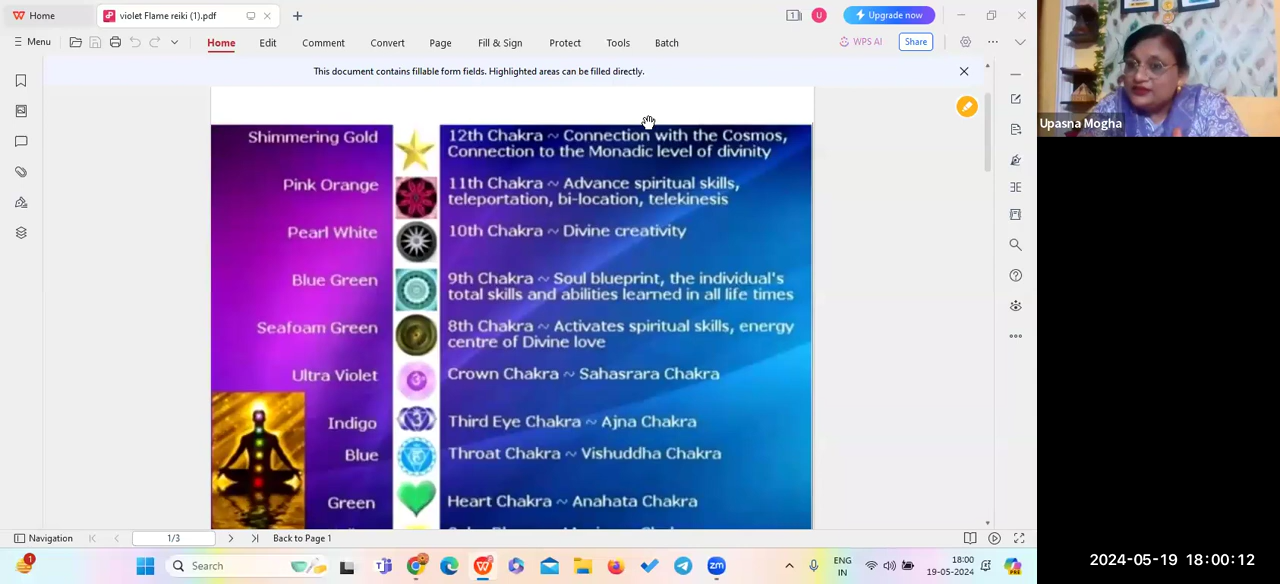 Home
violet Flame reiki (1).pdf
1
U
Upgrade now
Menu
Home
Edit
Comment
Convert
Page
Fill & Sign
Protect
Tools
Batch
WPS AI
Share
This document contains fillable form fields. Highlighted areas can be filled directly.
Upasna Mogha
Shimmering Gold
12th Chakra ~ Connection with the Cosmos,
Connection to the Monadic level of divinity
Pink Orange
11th Chakra ~ Advance spiritual skills,
teleportation, bi-location, telekinesis
Pearl White
10th Chakra ~ Divine creativity
Blue Green
9th Chakra ~ Soul blueprint, the individual's
total skills and abilities learned in all life times
Seafoam Green
8th Chakra ~ Activates spiritual skills, energy
centre of Divine love
Ultra Violet
Crown Chakra ~ Sahasrara Chakra
Indigo
Third Eye Chakra ~ Ajna Chakra
Blue
Throat Chakra ~ Vishuddha Chakra
Green
Heart Chakra ~ Anahata Chakra
Navigation
1/3
Back to Page 1
1
Search
zm
ENG
IN
18:00
19-05-2024
PRE
2024-05-19 18:00:12